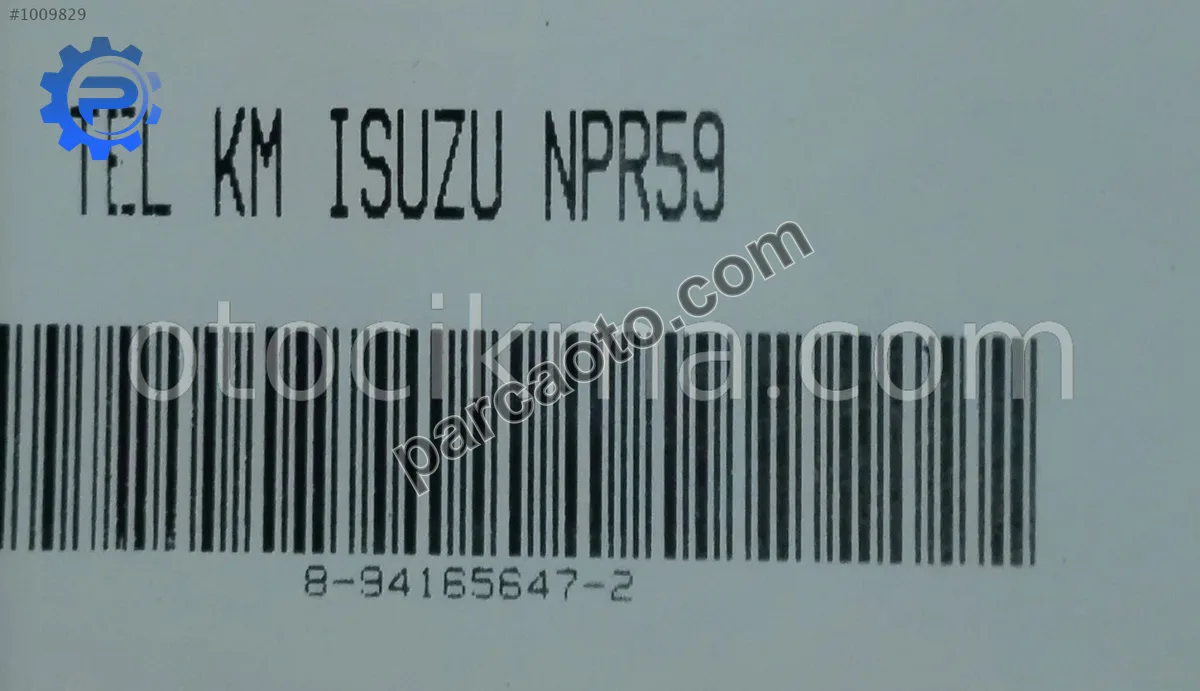 #1009829
TEL KM ISUZU NPR59
parcaoto.com
otocikma.com
8-94165647-2